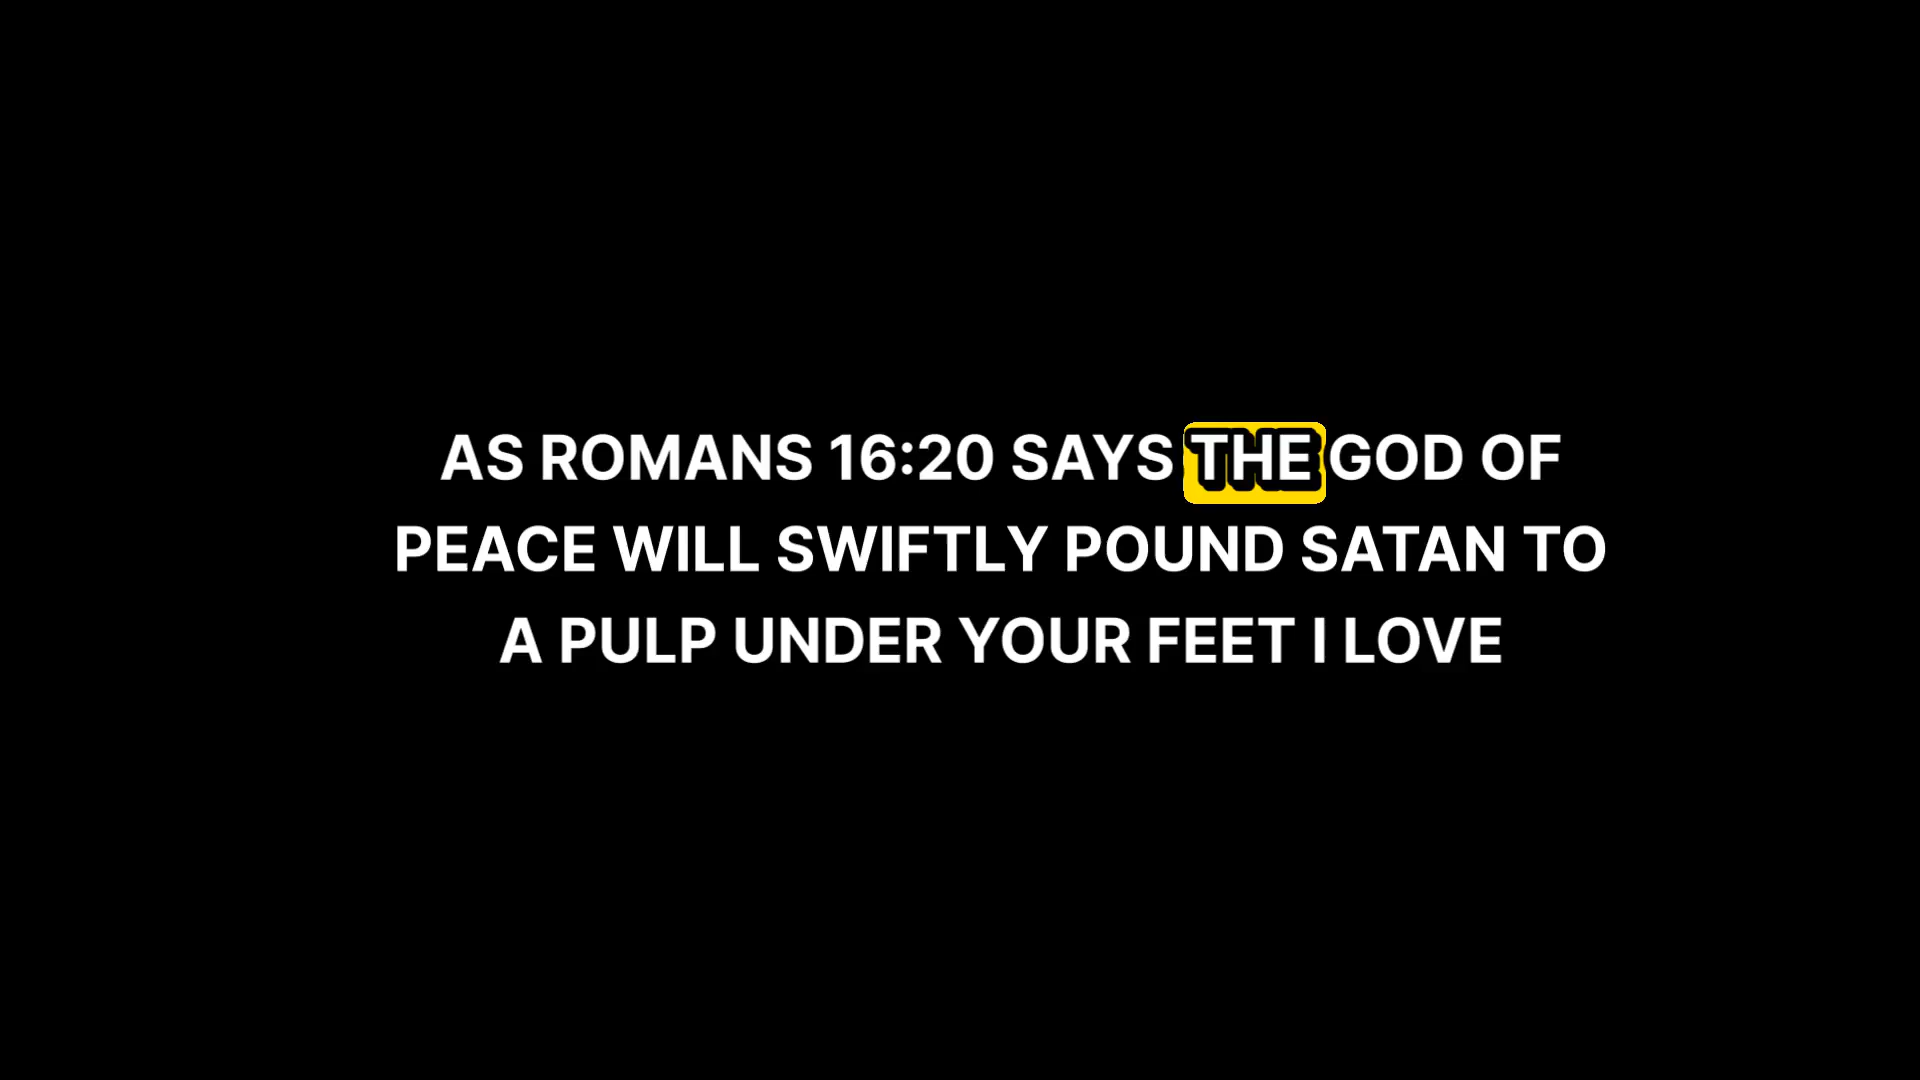 AS ROMANS 16:20 SAYS THE GOD OF
PEACE WILL SWIFTLY POUND SATAN TO
A PULP UNDER YOUR FEET I LOVE